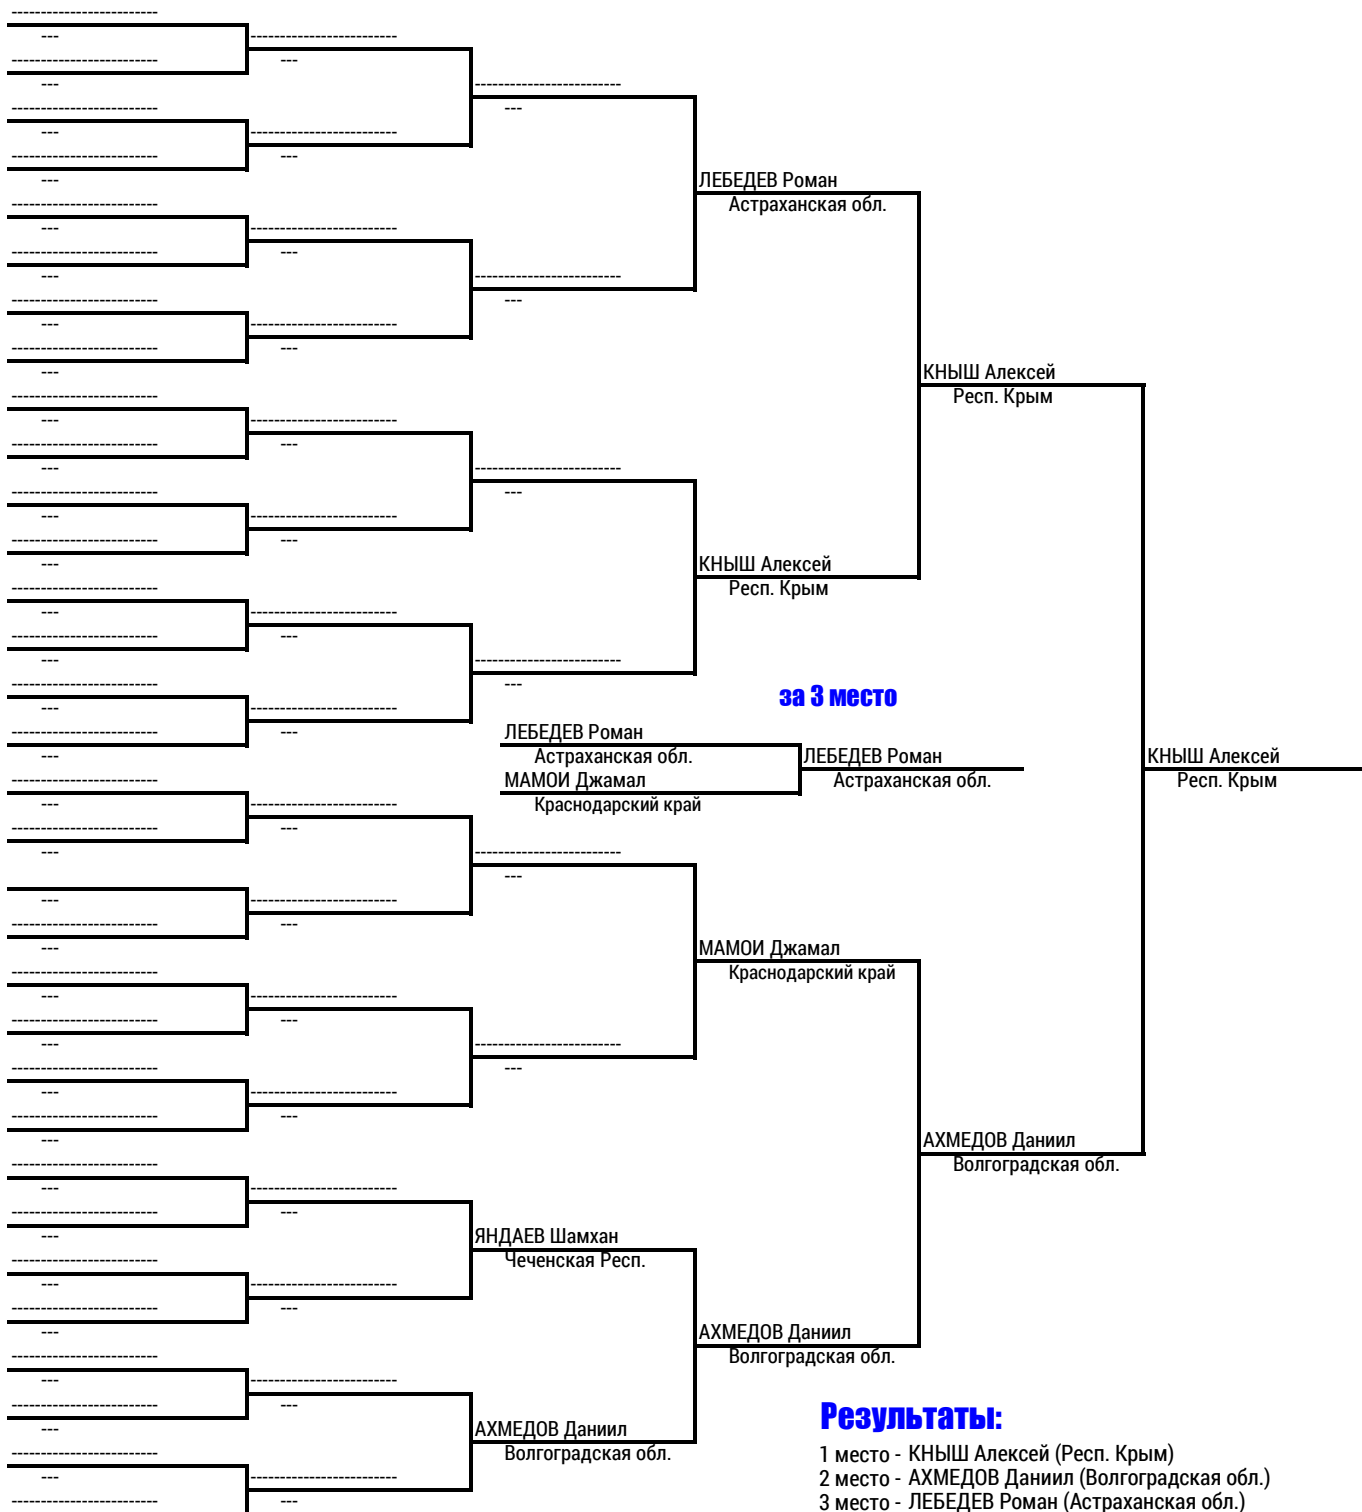 ЛЕБЕДЕВ Роман
Астраханская обл.
КНЫШ Алексей
Респ. Крым
КНЫШ Алексей
Респ. Крым
за 3 место
ЛЕБЕДЕВ Роман
Астраханская обл.
МАМОИ Джамал
Краснодарский край
ЛЕБЕДЕВ Роман
Астраханская обл.
КНЫШ Алексей
Респ. Крым
МАМОИ Джамал
Краснодарский край
АХМЕДОВ Даниил
Волгоградская обл.
ЯНДАЕВ Шамхан
Чеченская Респ.
АХМЕДОВ Даниил
Волгоградская обл.
АХМЕДОВ Даниил
Волгоградская обл.
Результаты:
1 место - КНЫШ Алексей (Респ. Крым)
2 место - АХМЕДОВ Даниил (Волгоградская обл.)
3 место - ЛЕБЕДЕВ Роман (Астраханская обл.)